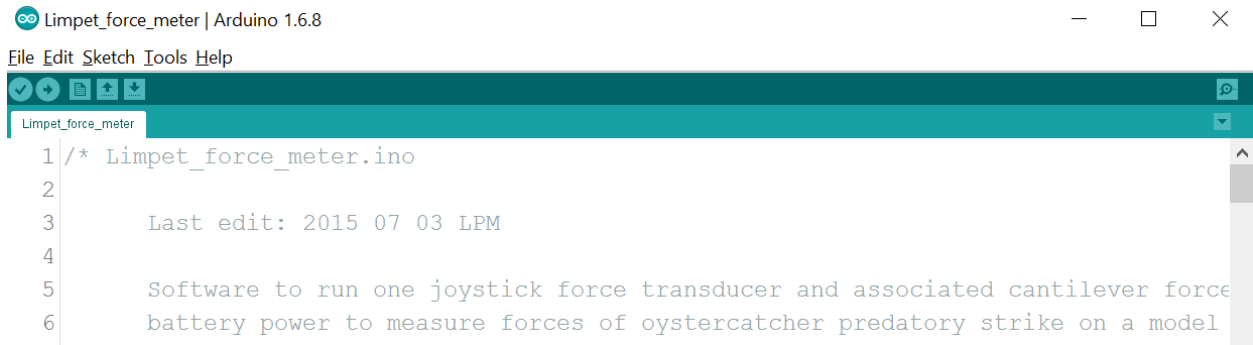 Limpet_force_meter | Arduino 1.6.8
File Edit Sketch Tools Help
Limpet_force_meter
1 /* Limpet_force_meter.ino
2
3 Last edit: 2015 07 03 LPM
4
5 Software to run one joystick force transducer and associated cantilever force
6 battery power to measure forces of oystercatcher predatory strike on a model